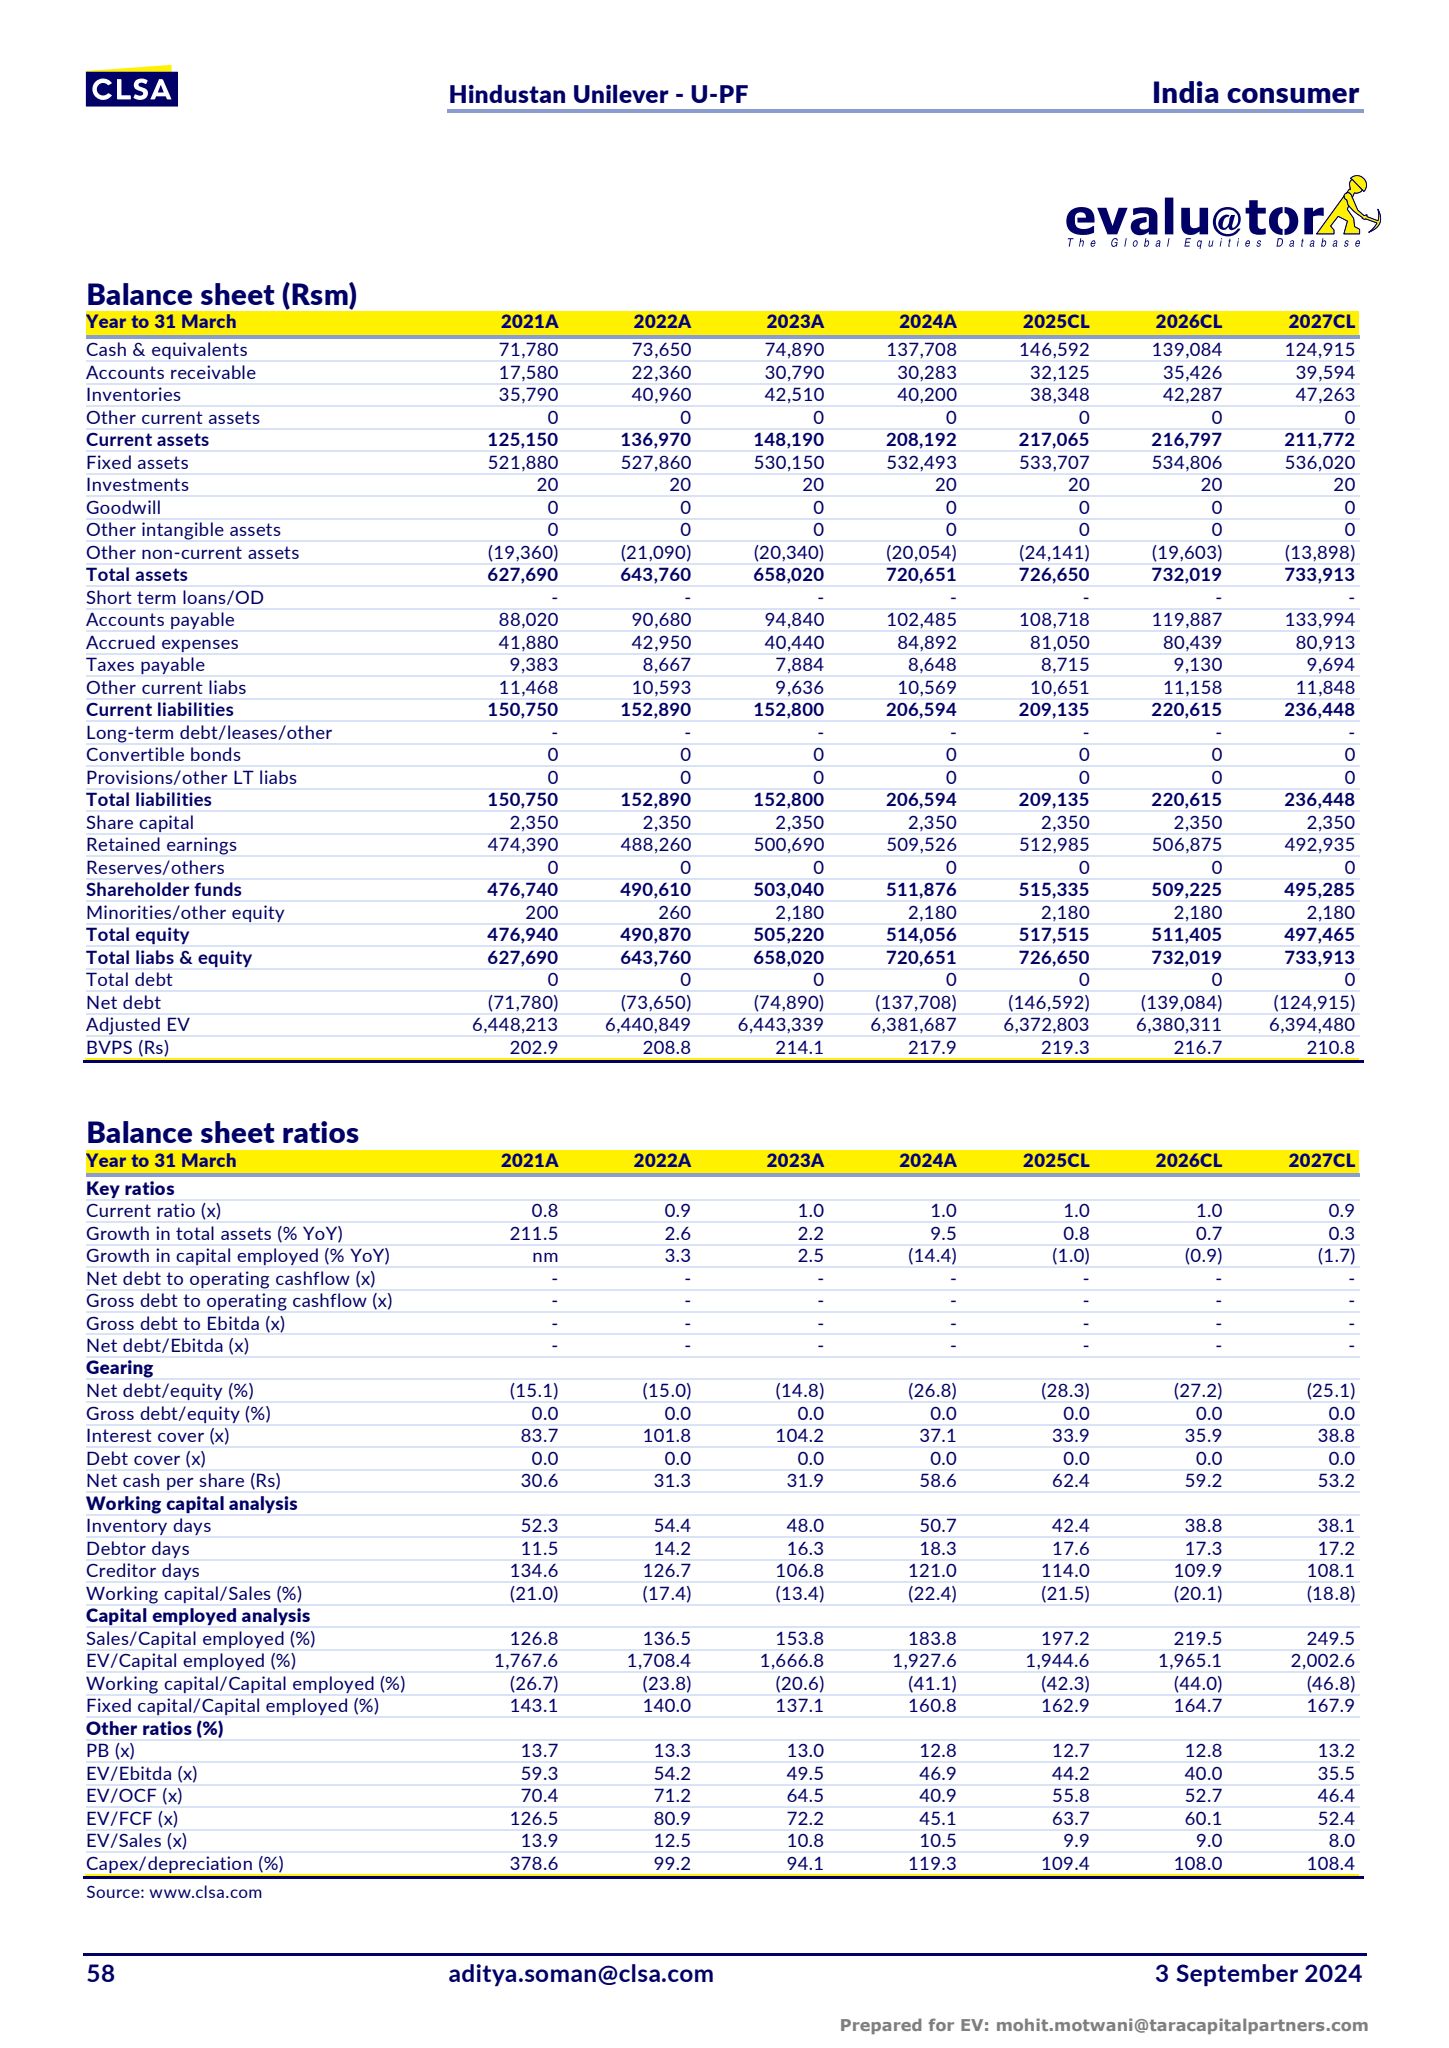 CLSA
Hindustan Unilever - U-PF India consumer
evalu@tor
The Global Equities Database
Balance sheet (Rsm)
Year to 31 March 2021A 2022A 2023A 2024A 2025CL 2026CL 2027CL
Cash & equivalents 71,780 73,650 74,890 137,708 146,592 139,084 124,915
Accounts receivable 17,580 22,360 30,790 30,283 32,125 35,426 39,594
Inventories 35,790 40,960 42,510 40,200 38,348 42,287 47,263
Other current assets 0 0 0 0 0 0 0
Current assets 125,150 136,970 148,190 208,192 217,065 216,797 211,772
Fixed assets 521,880 527,860 530,150 532,493 533,707 534,806 536,020
Investments 20 20 20 20 20 20 20
Goodwill 0 0 0 0 0 0 0
Other intangible assets 0 0 0 0 0 0 0
Other non-current assets (19,360) (21,090) (20,340) (20,054) (24,141) (19,603) (13,898)
Total assets 627,690 643,760 658,020 720,651 726,650 732,019 733,913
Short term loans/OD - - - - - - -
Accounts payable 88,020 90,680 94,840 102,485 108,718 119,887 133,994
Accrued expenses 41,880 42,950 40,440 84,892 81,050 80,439 80,913
Taxes payable 9,383 8,667 7,884 8,648 8,715 9,130 9,694
Other current liabs 11,468 10,593 9,636 10,569 10,651 11,158 11,848
Current liabilities 150,750 152,890 152,800 206,594 209,135 220,615 236,448
Long-term debt/leases/other - - - - - - -
Convertible bonds 0 0 0 0 0 0 0
Provisions/other LT liabs 0 0 0 0 0 0 0
Total liabilities 150,750 152,890 152,800 206,594 209,135 220,615 236,448
Share capital 2,350 2,350 2,350 2,350 2,350 2,350 2,350
Retained earnings 474,390 488,260 500,690 509,526 512,985 506,875 492,935
Reserves/others 0 0 0 0 0 0 0
Shareholder funds 476,740 490,610 503,040 511,876 515,335 509,225 495,285
Minorities/other equity 200 260 2,180 2,180 2,180 2,180 2,180
Total equity 476,940 490,870 505,220 514,056 517,515 511,405 497,465
Total liabs & equity 627,690 643,760 658,020 720,651 726,650 732,019 733,913
Total debt 0 0 0 0 0 0 0
Net debt (71,780) (73,650) (74,890) (137,708) (146,592) (139,084) (124,915)
Adjusted EV 6,448,213 6,440,849 6,443,339 6,381,687 6,372,803 6,380,311 6,394,480
BVPS (Rs) 202.9 208.8 214.1 217.9 219.3 216.7 210.8
Balance sheet ratios
Year to 31 March 2021A 2022A 2023A 2024A 2025CL 2026CL 2027CL
Key ratios
Current ratio (x) 0.8 0.9 1.0 1.0 1.0 1.0 0.9
Growth in total assets (% YoY) 211.5 2.6 2.2 9.5 0.8 0.7 0.3
Growth in capital employed (% YoY) nm 3.3 2.5 (14.4) (1.0) (0.9) (1.7)
Net debt to operating cashflow (x) - - - - - - -
Gross debt to operating cashflow (x) - - - - - - -
Gross debt to Ebitda (x) - - - - - - -
Net debt/Ebitda (x) - - - - - - -
Gearing
Net debt/equity (%) (15.1) (15.0) (14.8) (26.8) (28.3) (27.2) (25.1)
Gross debt/equity (%) 0.0 0.0 0.0 0.0 0.0 0.0 0.0
Interest cover (x) 83.7 101.8 104.2 37.1 33.9 35.9 38.8
Debt cover (x) 0.0 0.0 0.0 0.0 0.0 0.0 0.0
Net cash per share (Rs) 30.6 31.3 31.9 58.6 62.4 59.2 53.2
Working capital analysis
Inventory days 52.3 54.4 48.0 50.7 42.4 38.8 38.1
Debtor days 11.5 14.2 16.3 18.3 17.6 17.3 17.2
Creditor days 134.6 126.7 106.8 121.0 114.0 109.9 108.1
Working capital/Sales (%) (21.0) (17.4) (13.4) (22.4) (21.5) (20.1) (18.8)
Capital employed analysis
Sales/Capital employed (%) 126.8 136.5 153.8 183.8 197.2 219.5 249.5
EV/Capital employed (%) 1,767.6 1,708.4 1,666.8 1,927.6 1,944.6 1,965.1 2,002.6
Working capital/Capital employed (%) (26.7) (23.8) (20.6) (41.1) (42.3) (44.0) (46.8)
Fixed capital/Capital employed (%) 143.1 140.0 137.1 160.8 162.9 164.7 167.9
Other ratios (%)
PB (x) 13.7 13.3 13.0 12.8 12.7 12.8 13.2
EV/Ebitda (x) 59.3 54.2 49.5 46.9 44.2 40.0 35.5
EV/OCF (x) 70.4 71.2 64.5 40.9 55.8 52.7 46.4
EV/FCF (x) 126.5 80.9 72.2 45.1 63.7 60.1 52.4
EV/Sales (x) 13.9 12.5 10.8 10.5 9.9 9.0 8.0
Capex/depreciation (%) 378.6 99.2 94.1 119.3 109.4 108.0 108.4
Source: www.clsa.com
58 aditya.soman@clsa.com 3 September 2024
Prepared for EV: mohit.motwani@taracapitalpartners.com